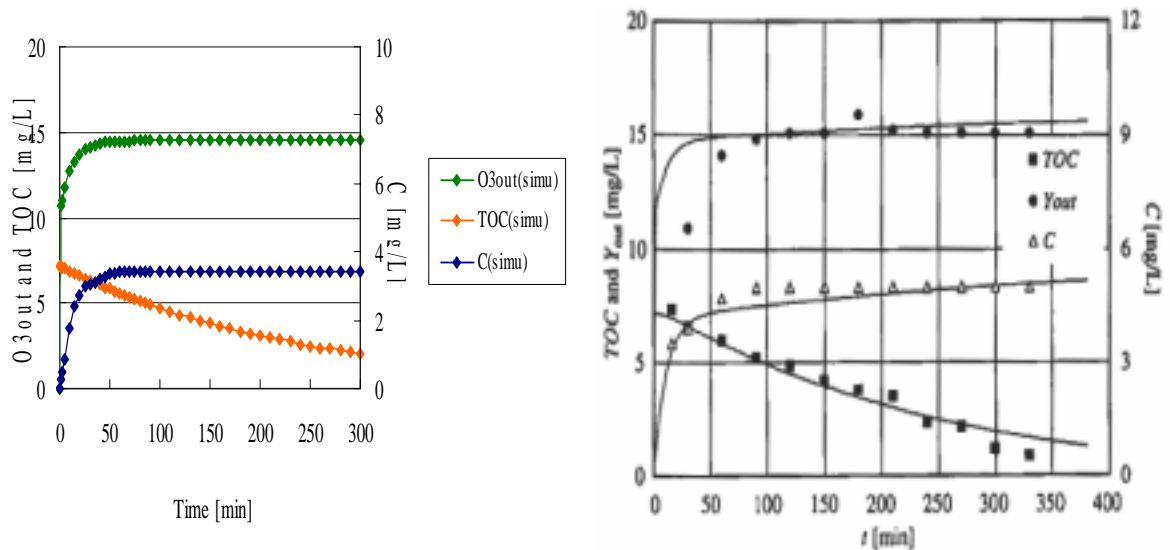 20
15
10
5
0
O3out and TOC [mg/L]
10
8
6
4
2
0
C [mg/L]
0 50 100 150 200 250 300
Time [min]
O3out(simu)
TOC(simu)
C(simu)
20
15
10
5
0
TOC and Yout [mg/L]
12
9
6
3
0
C [mg/L]
TOC
Yout
C
0 50 100 150 210 250 300 350 400
t [min]